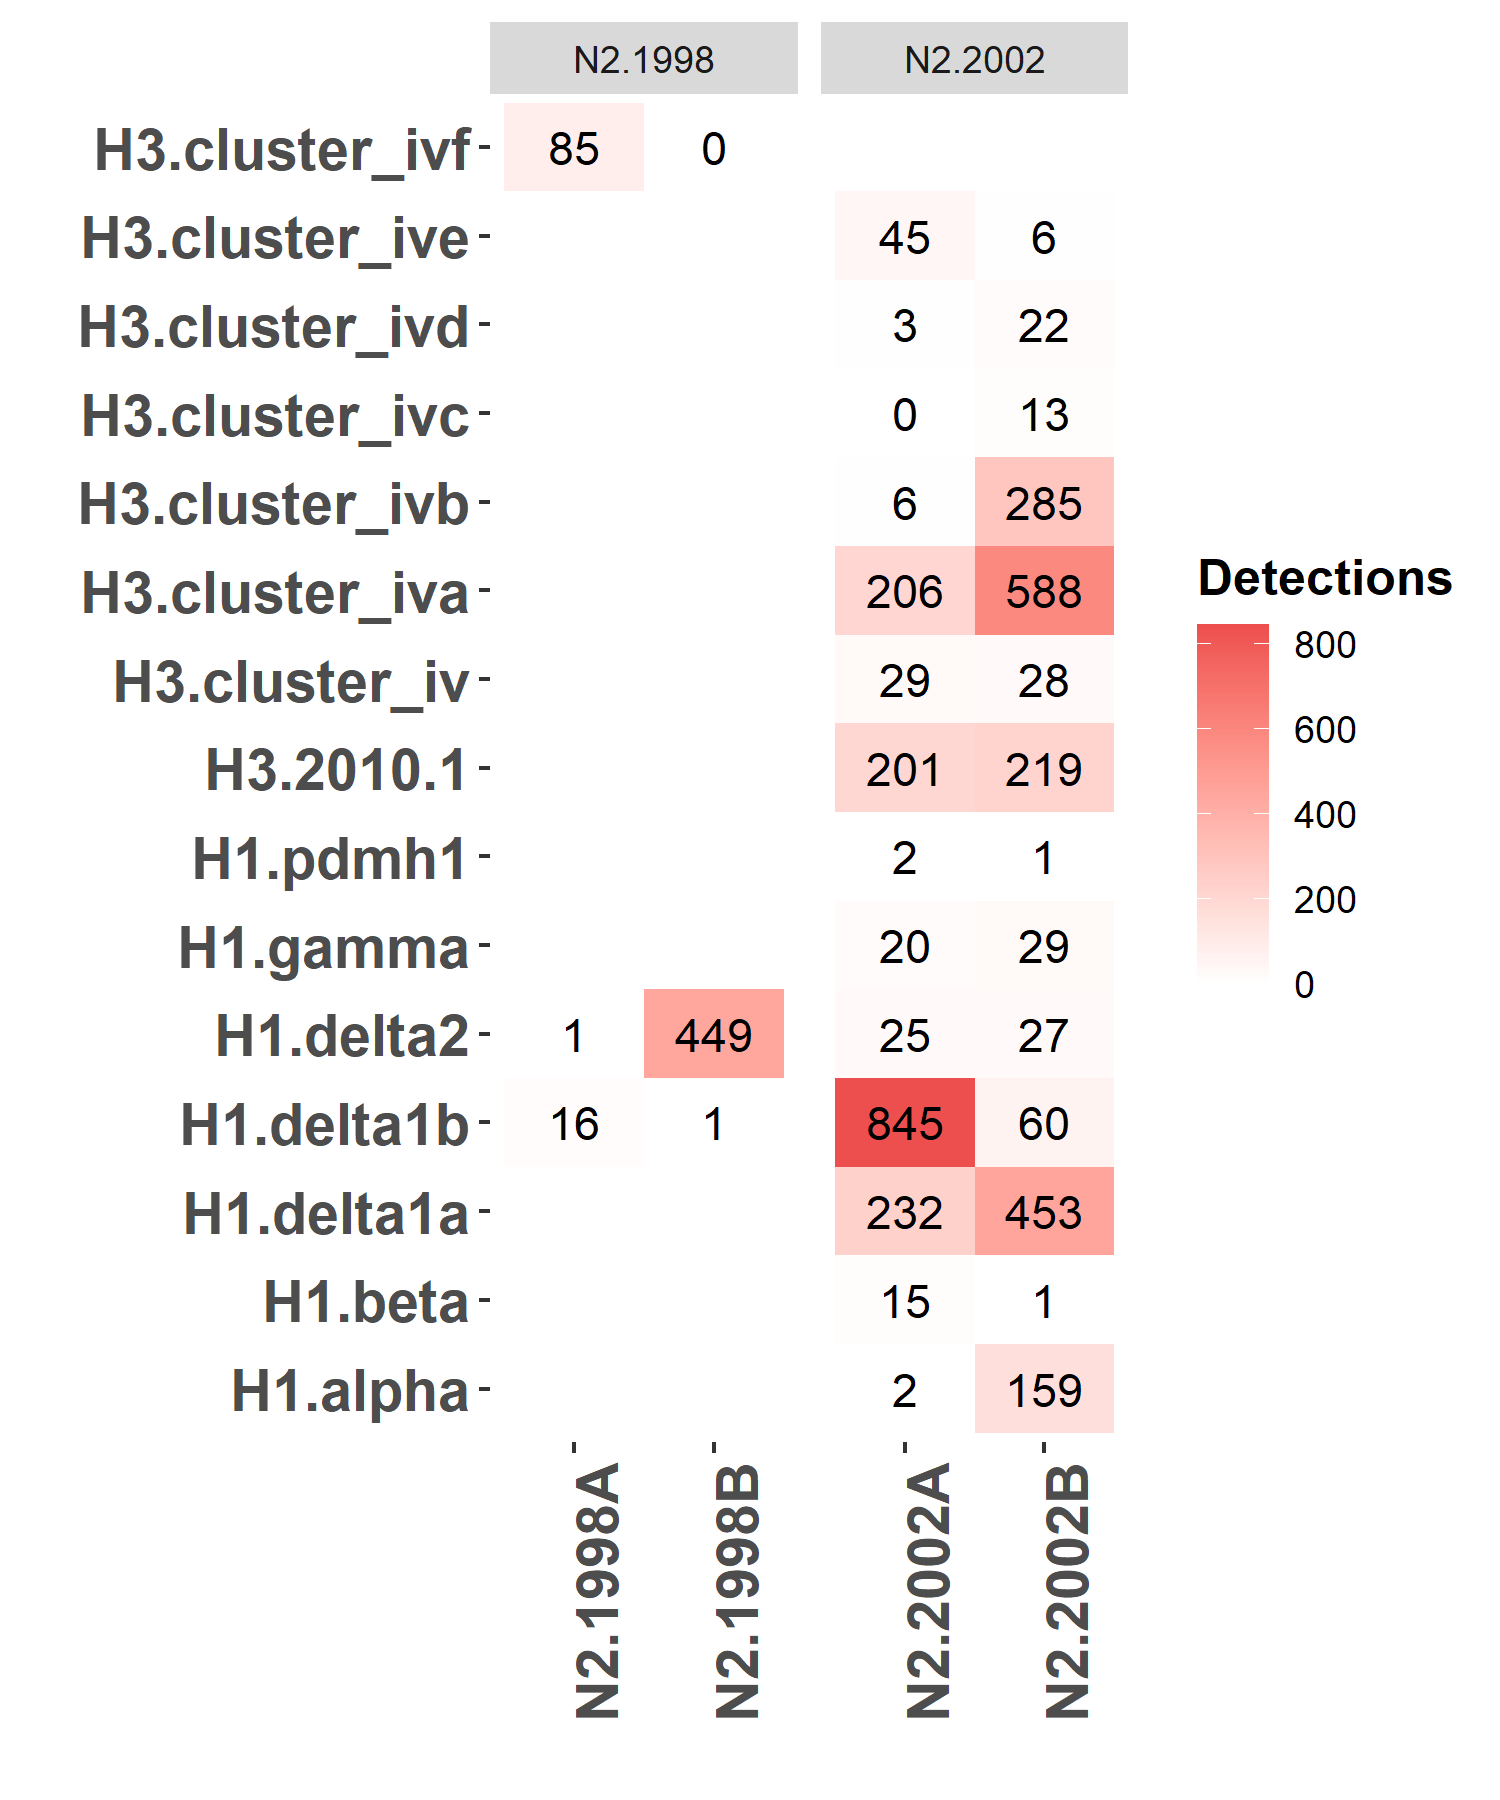 N2.1998 N2.2002
H3.cluster_ivf 85 0
H3.cluster_ive 45 6
H3.cluster_ivd 3 22
H3.cluster_ivc 0 13
H3.cluster_ivb 6 285
H3.cluster_iva 206 588
H3.cluster_iv 29 28
H3.2010.1 201 219
H1.pdmh1 2 1
H1.gamma 20 29
H1.delta2 1 449 25 27
H1.delta1b 16 1 845 60
H1.delta1a 232 453
H1.beta 15 1
H1.alpha 2 159
N2.1998A N2.1998B N2.2002A N2.2002B
Detections
800
600
400
200
0